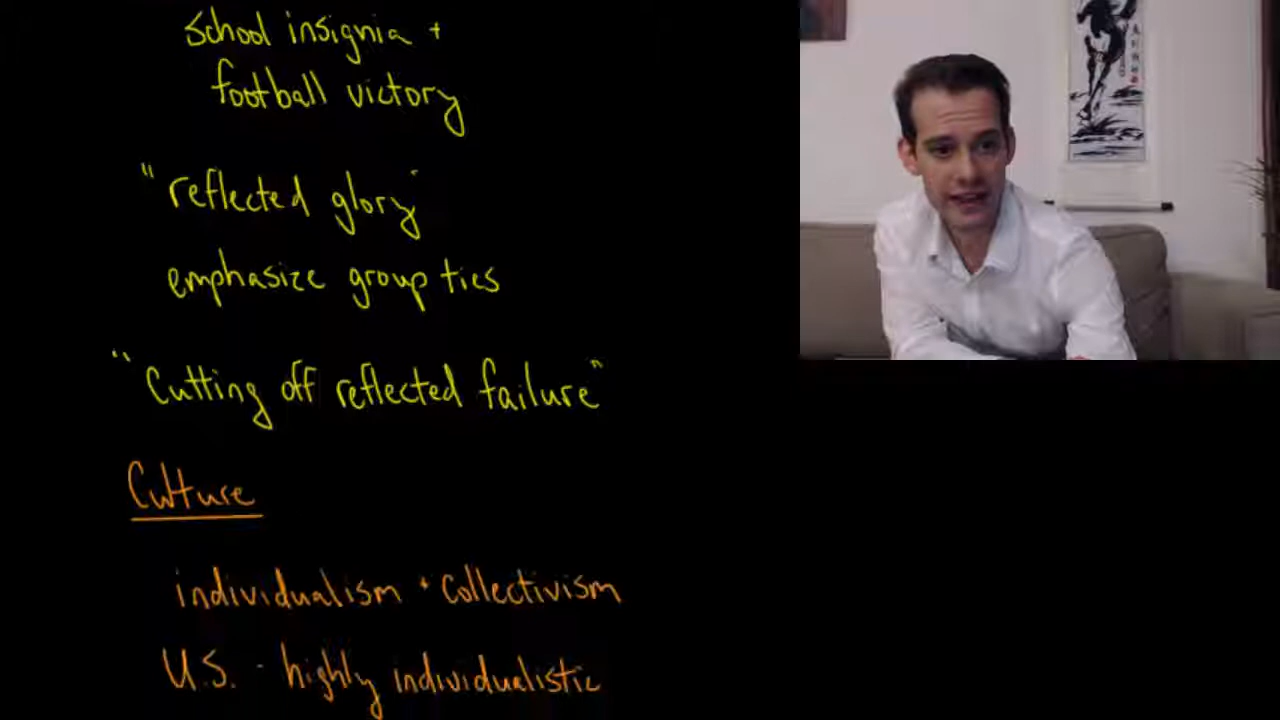 School insignia +
football victory
"reflected glory"
emphasize group ties
"Cutting off reflected failure"
Culture
individualism + collectivism
U.S. - highly individualistic